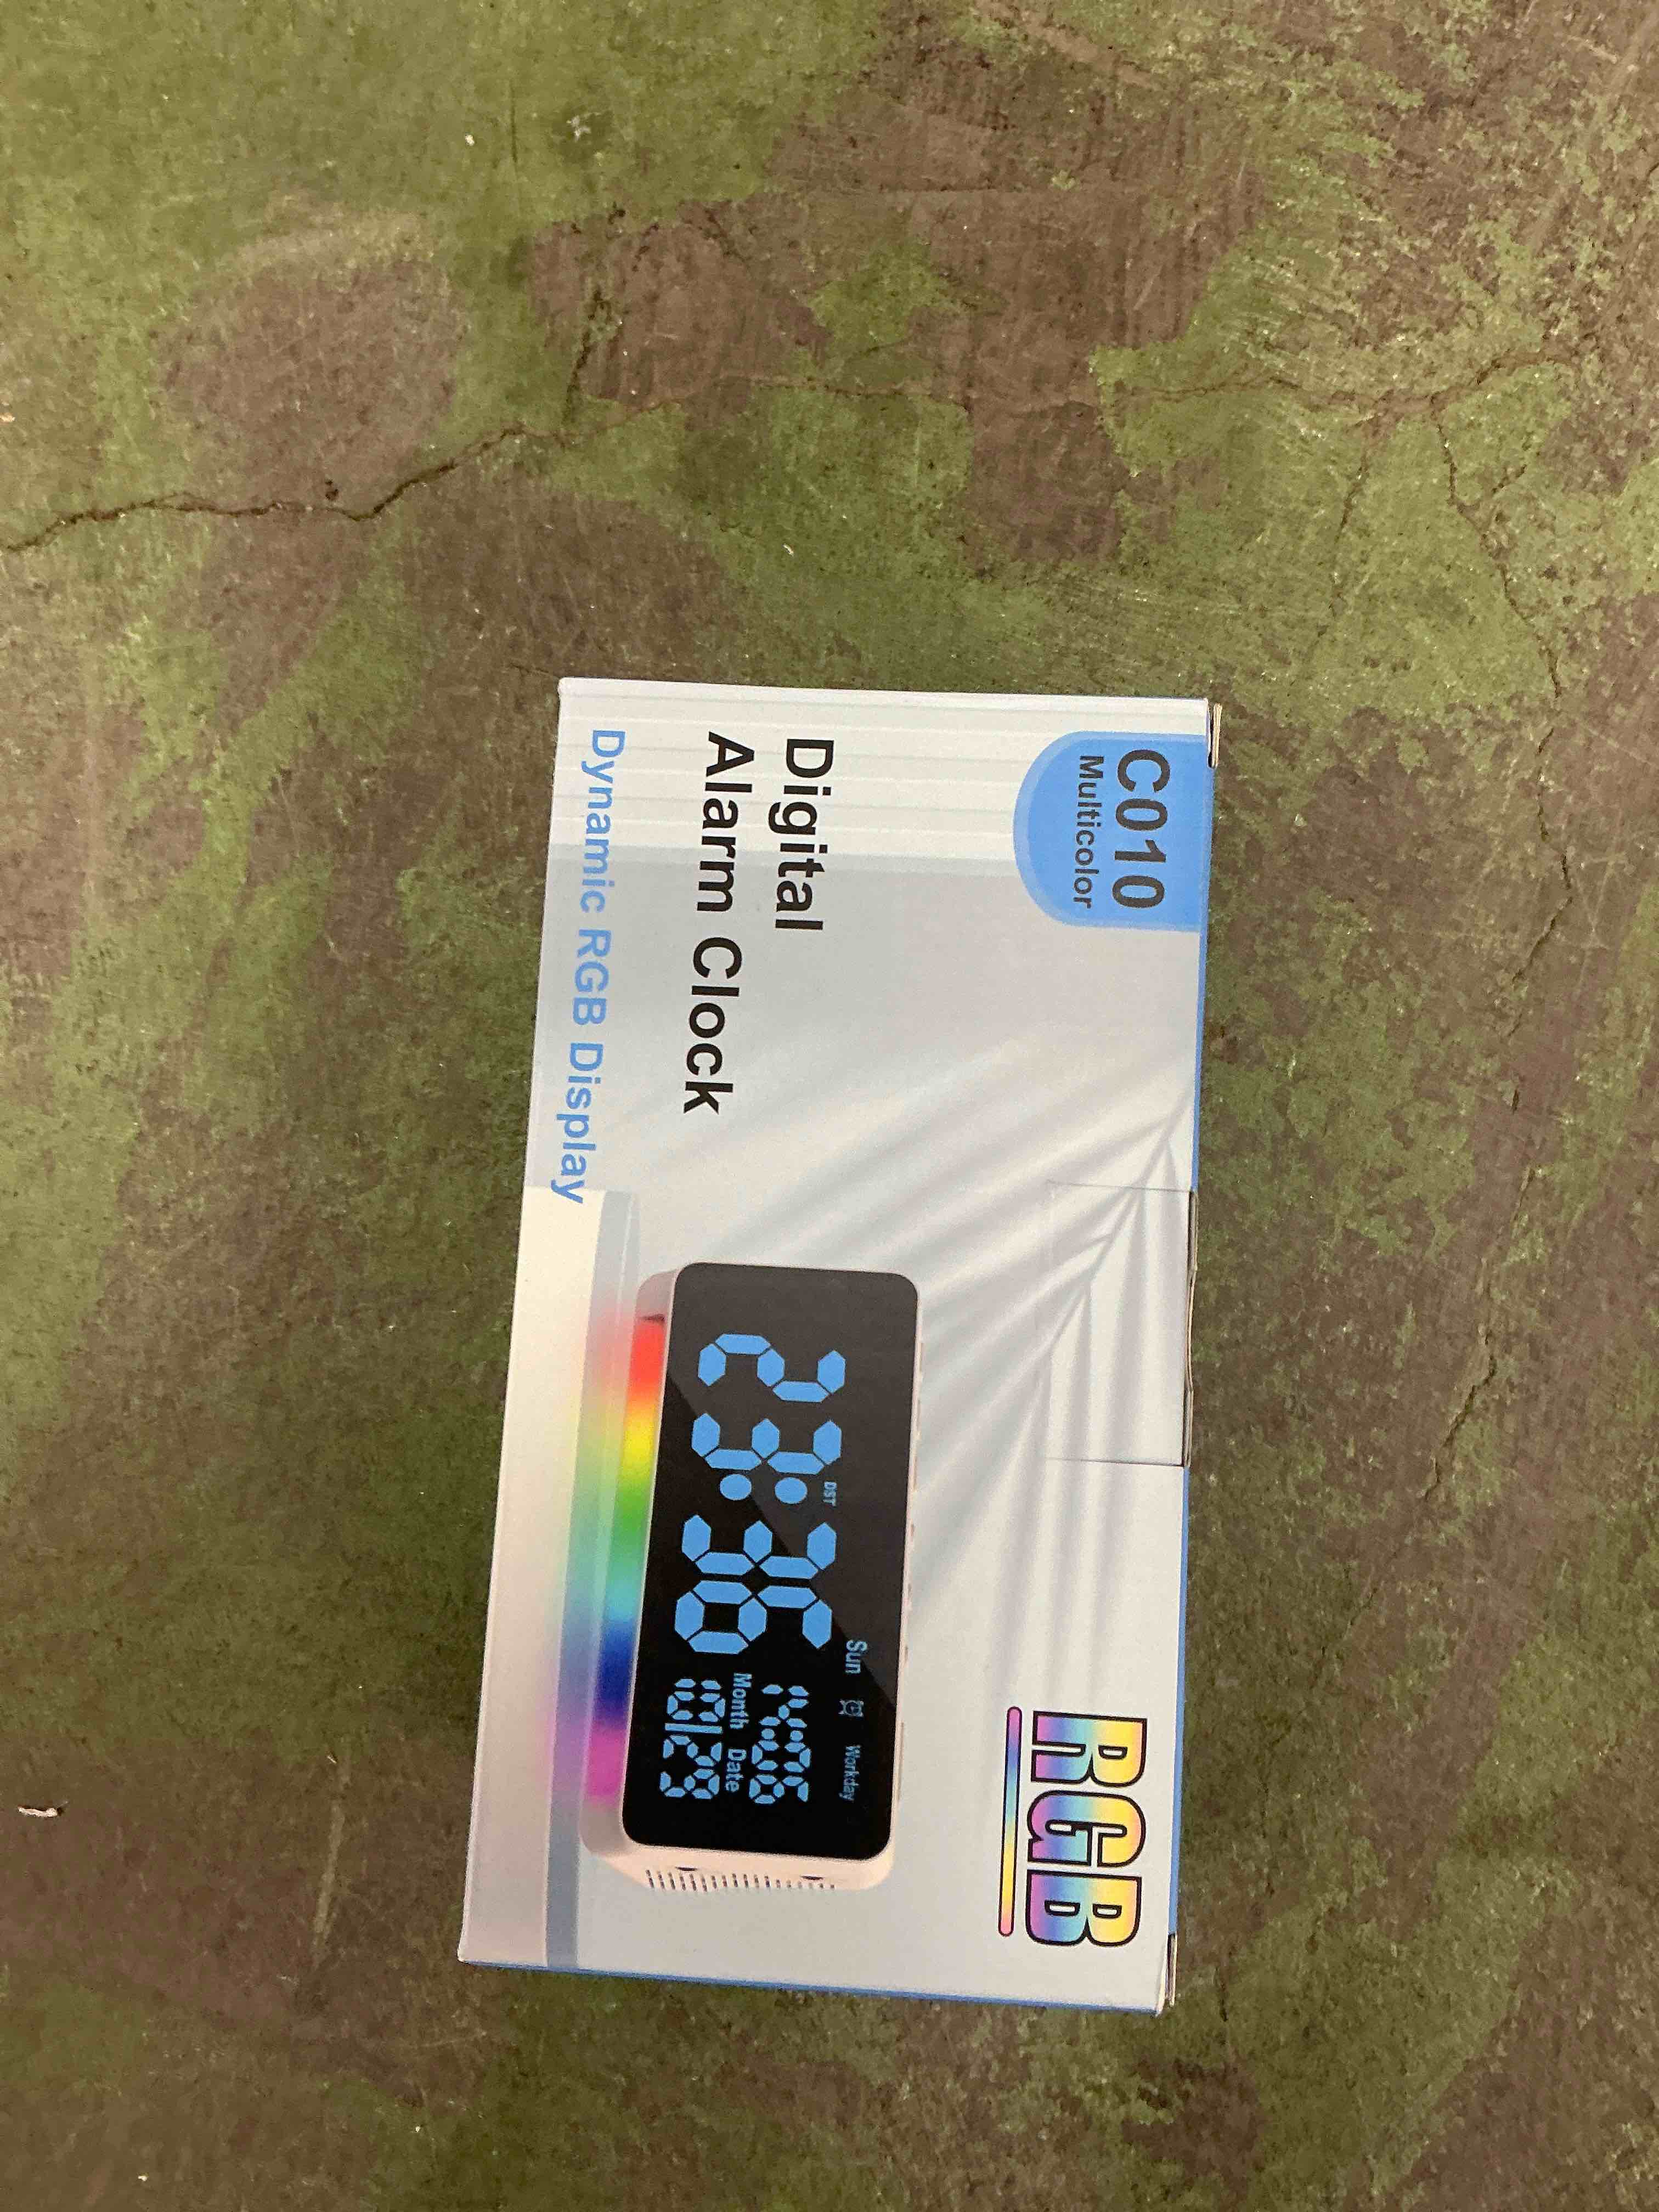 C010
Multicolor
RGB
Digital
Alarm Clock
Dynamic RGB Display
Sun Workday
DST
23:36
Month Date